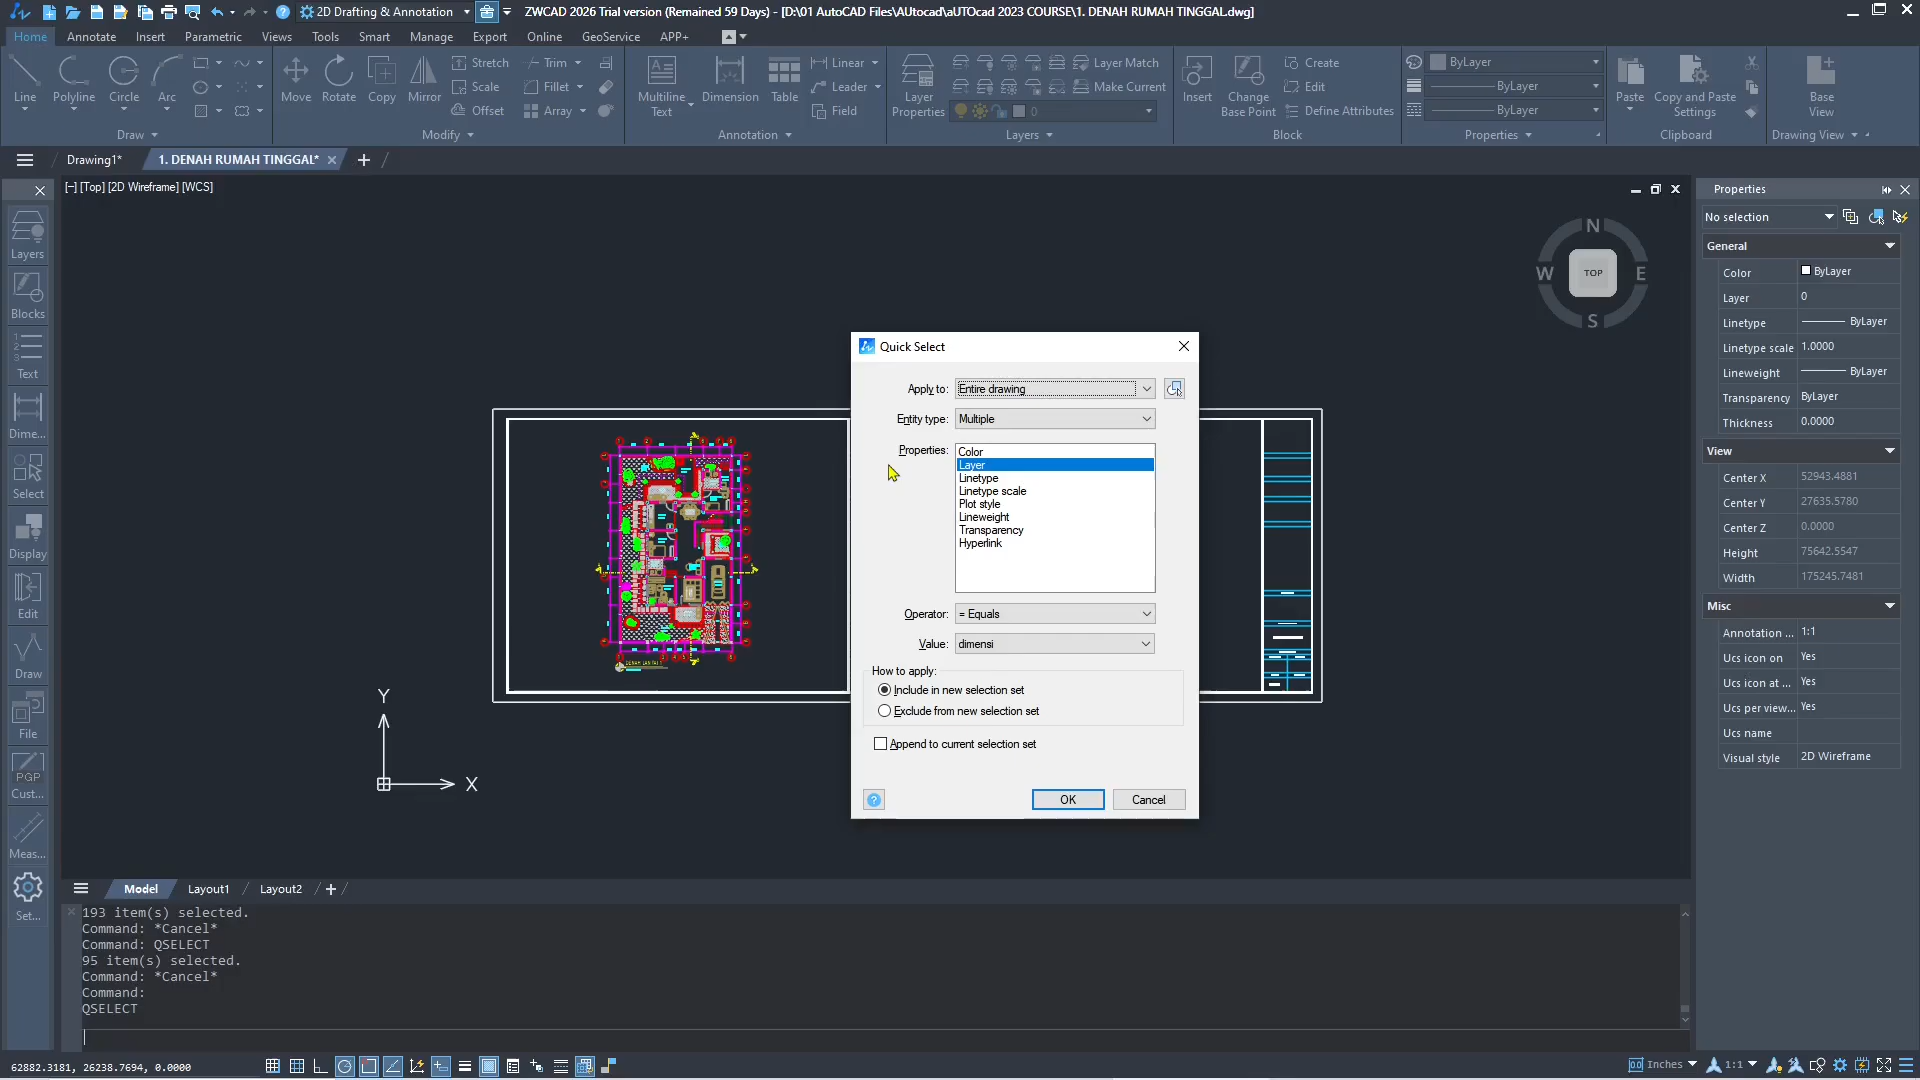 2D Drafting & Annotation
ZWCAD 2026 Trial version (Remained 59 Days) - [D:\01 AutoCAD Files\AUtocad\aUTOcad 2023 COURSE\1. DENAH RUMAH TINGGAL.dwg]
Home Annotate Insert Parametric Views Tools Smart Manage Export Online GeoService APP+
Line Polyline Circle Arc
Draw
Move Rotate Copy Mirror
Stretch Trim
Scale Fillet
Offset Array
Modify
Multiline Text Dimension Table
Linear
Leader
Field
Annotation
Layer Properties
Layer Match
Make Current
0
Layers
Insert Change Base Point
Create
Edit
Define Attributes
Block
ByLayer
ByLayer
ByLayer
Properties
Paste Copy and Paste Settings
Clipboard
Base View
Drawing View
Drawing1* 1. DENAH RUMAH TINGGAL*
[−] [Top] [2D Wireframe] [WCS]
Layers
Blocks
Text
Dime...
Select
Display
Edit
Draw
File
PGP
Cust...
Meas...
Set...
N
W TOP E
S
Y
X
Quick Select
Apply to: Entire drawing
Entity type: Multiple
Properties:
Color
Layer
Linetype
Linetype scale
Plot style
Lineweight
Transparency
Hyperlink
Operator: = Equals
Value: dimensi
How to apply:
Include in new selection set
Exclude from new selection set
Append to current selection set
OK Cancel
Properties
No selection
General
Color ByLayer
Layer 0
Linetype ByLayer
Linetype scale 1.0000
Lineweight ByLayer
Transparency ByLayer
Thickness 0.0000
View
Center X 52943.4881
Center Y 27635.5780
Center Z 0.0000
Height 75642.5547
Width 175245.7481
Misc
Annotation ... 1:1
Ucs icon on Yes
Ucs icon at ... Yes
Ucs per view... Yes
Ucs name
Visual style 2D Wireframe
Model Layout1 Layout2
193 item(s) selected.
Command: *Cancel*
Command: QSELECT
95 item(s) selected.
Command: *Cancel*
Command:
QSELECT
62882.3181, 26238.7694, 0.0000
Inches 1:1